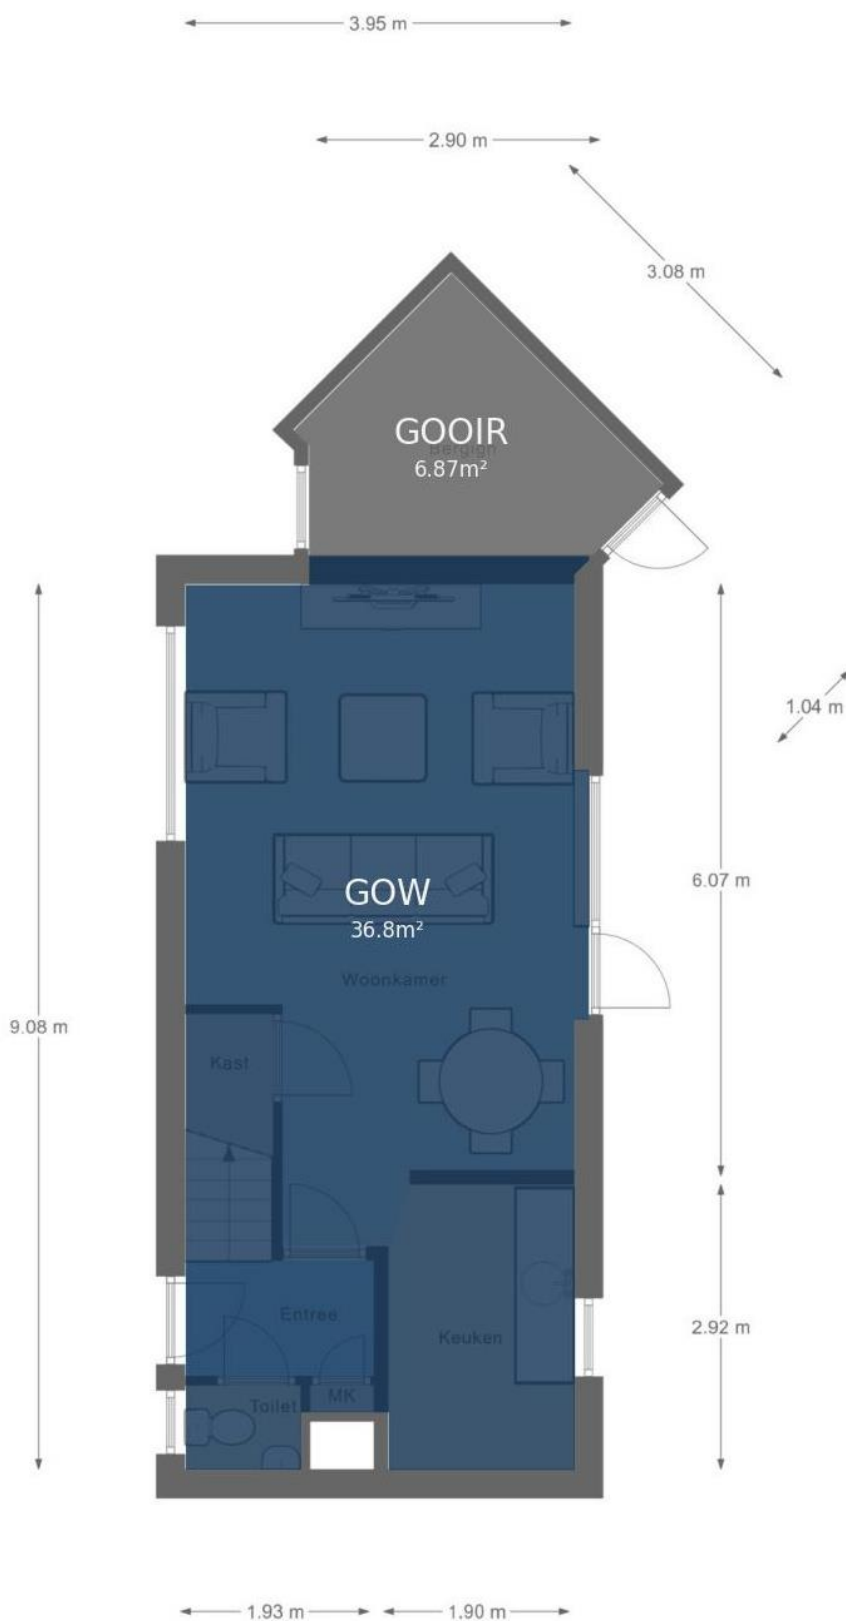 3.95 m
2.90 m
3.08 m
GOOIR
Berging
6.87m²
1.04 m
6.07 m
GOW
36.8m²
Woonkamer
9.08 m
Kast
Entree
2.92 m
Keuken
Toilet
MK
1.93 m
1.90 m